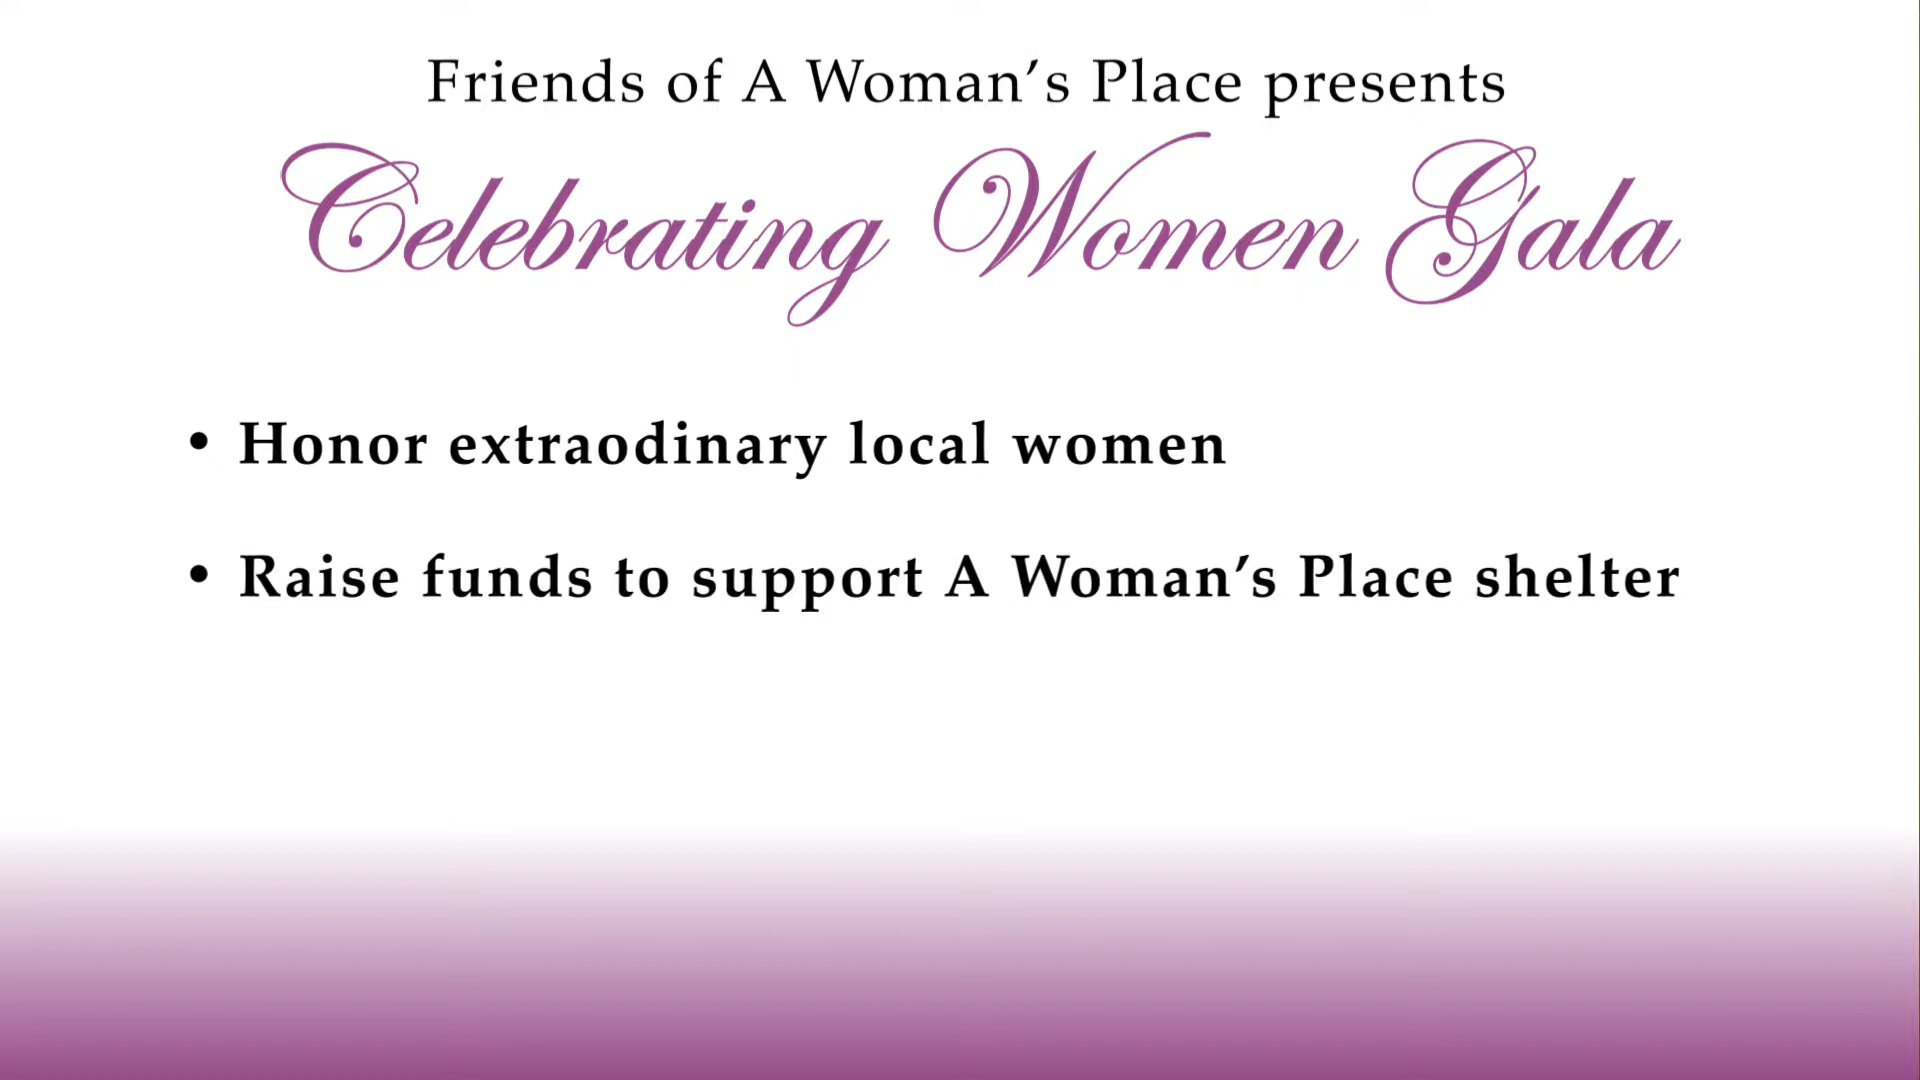 Friends of A Woman’s Place presents
Celebrating Women Gala
• Honor extraodinary local women
• Raise funds to support A Woman’s Place shelter